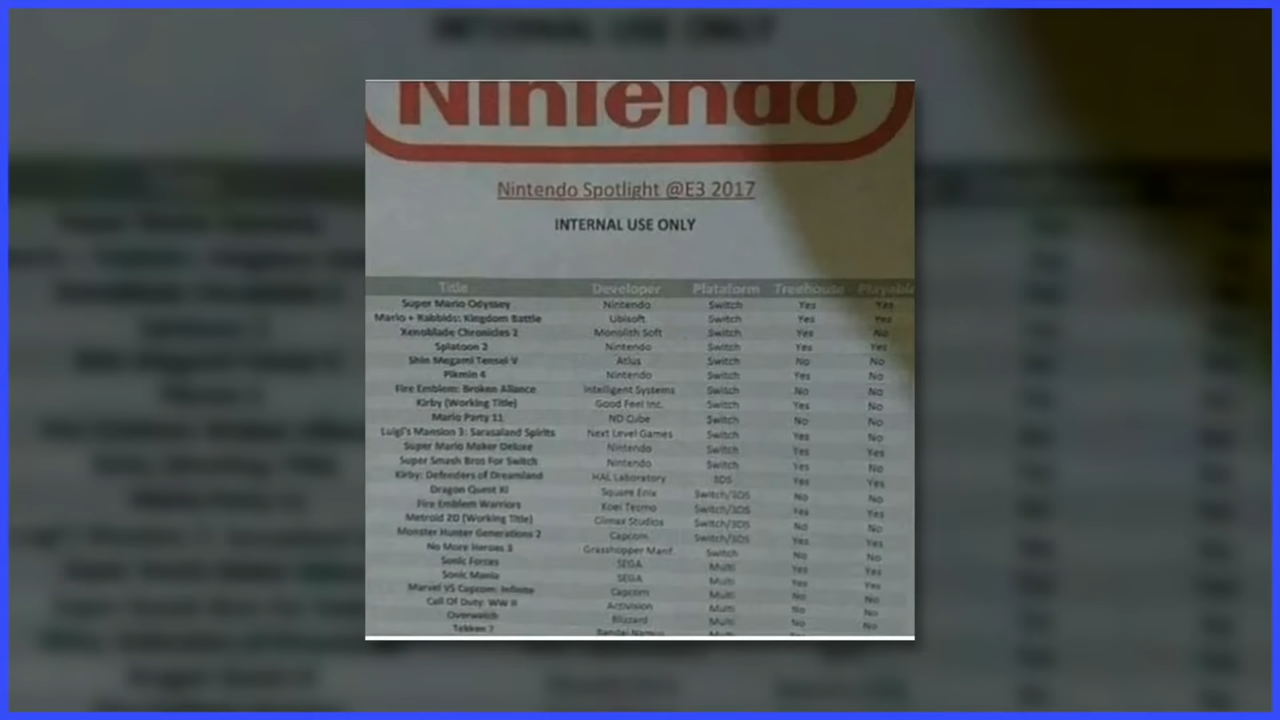 Nintendo
Nintendo Spotlight @E3 2017
INTERNAL USE ONLY
Title Developer Plataform Treehouse Playable
Super Mario Odyssey Nintendo Switch Yes Yes
Mario + Rabbids: Kingdom Battle Ubisoft Switch Yes Yes
Xenoblade Chronicles 2 Monolith Soft Switch Yes No
Splatoon 2 Nintendo Switch Yes Yes
Shin Megami Tensei V Atlus Switch No No
Pikmin 4 Nintendo Switch Yes No
Fire Emblem: Broken Allance Intelligent Systems Switch No No
Kirby (Working Title) Good Feel Inc. Switch Yes No
Mario Party 11 ND Cube Switch No No
Luigi's Mansion 3: Sarasaland Spirits Next Level Games Switch Yes No
Super Mario Maker Deluxe Nintendo Switch Yes Yes
Super Smash Bros For Switch Nintendo Switch Yes No
Kirby: Defenders of Dreamland HAL Laboratory 3DS Yes Yes
Dragon Quest XI Square Enix Switch/3DS No No
Fire Emblem Warriors Koei Tecmo Switch/3DS Yes Yes
Metroid 2D (Working Title) Climax Studios Switch/3DS No No
Monster Hunter Generations 2 Capcom Switch/3DS Yes Yes
No More Heroes 3 Grasshopper Manf. Switch No No
Sonic Forces SEGA Multi Yes Yes
Sonic Mania SEGA Multi Yes Yes
Marvel VS Capcom: Infinite Capcom Multi No No
Call Of Duty: WW II Activision Multi No No
Overwatch Blizzard Multi No No
Tekken 7 Bandai Namco Multi Yes